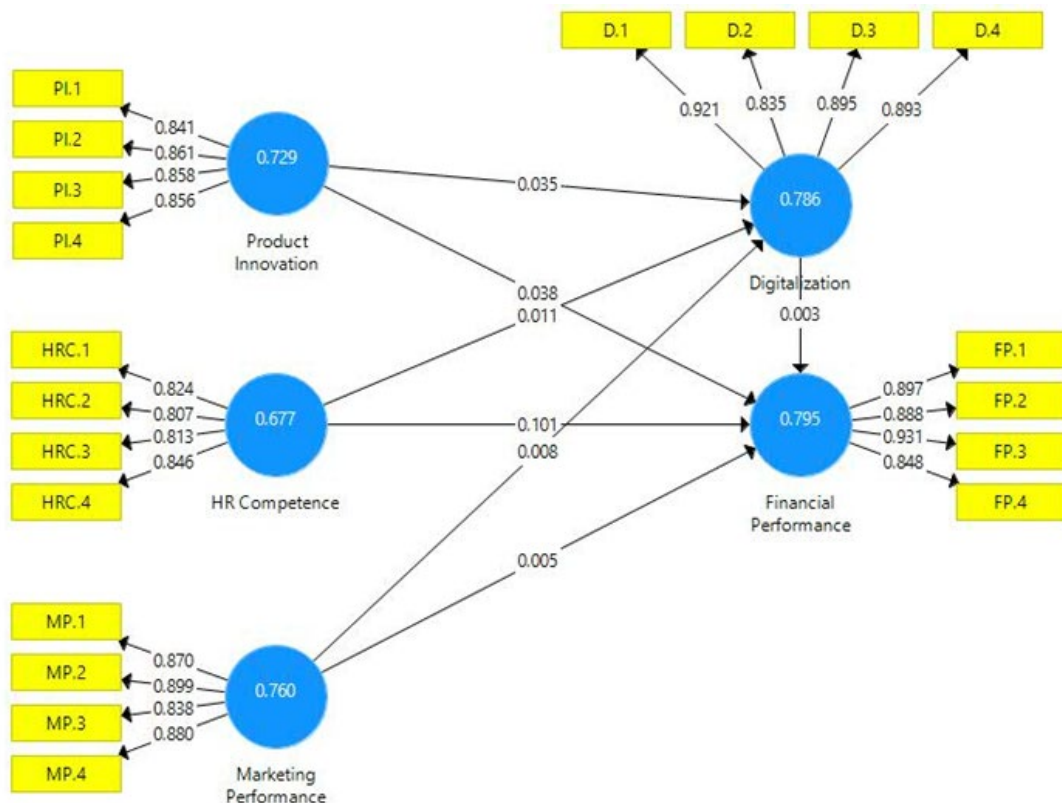 D.1
D.2
D.3
D.4
0.921
0.835
0.895
0.893
PI.1
PI.2
PI.3
PI.4
0.841
0.861
0.858
0.856
0.729
Product
Innovation
0.035
0.786
Digitalization
0.038
0.011
0.003
HRC.1
HRC.2
HRC.3
HRC.4
0.824
0.807
0.813
0.846
0.677
HR Competence
0.101
0.008
0.795
Financial
Performance
0.897
0.888
0.931
0.848
FP.1
FP.2
FP.3
FP.4
0.005
MP.1
MP.2
MP.3
MP.4
0.870
0.899
0.838
0.880
0.760
Marketing
Performance